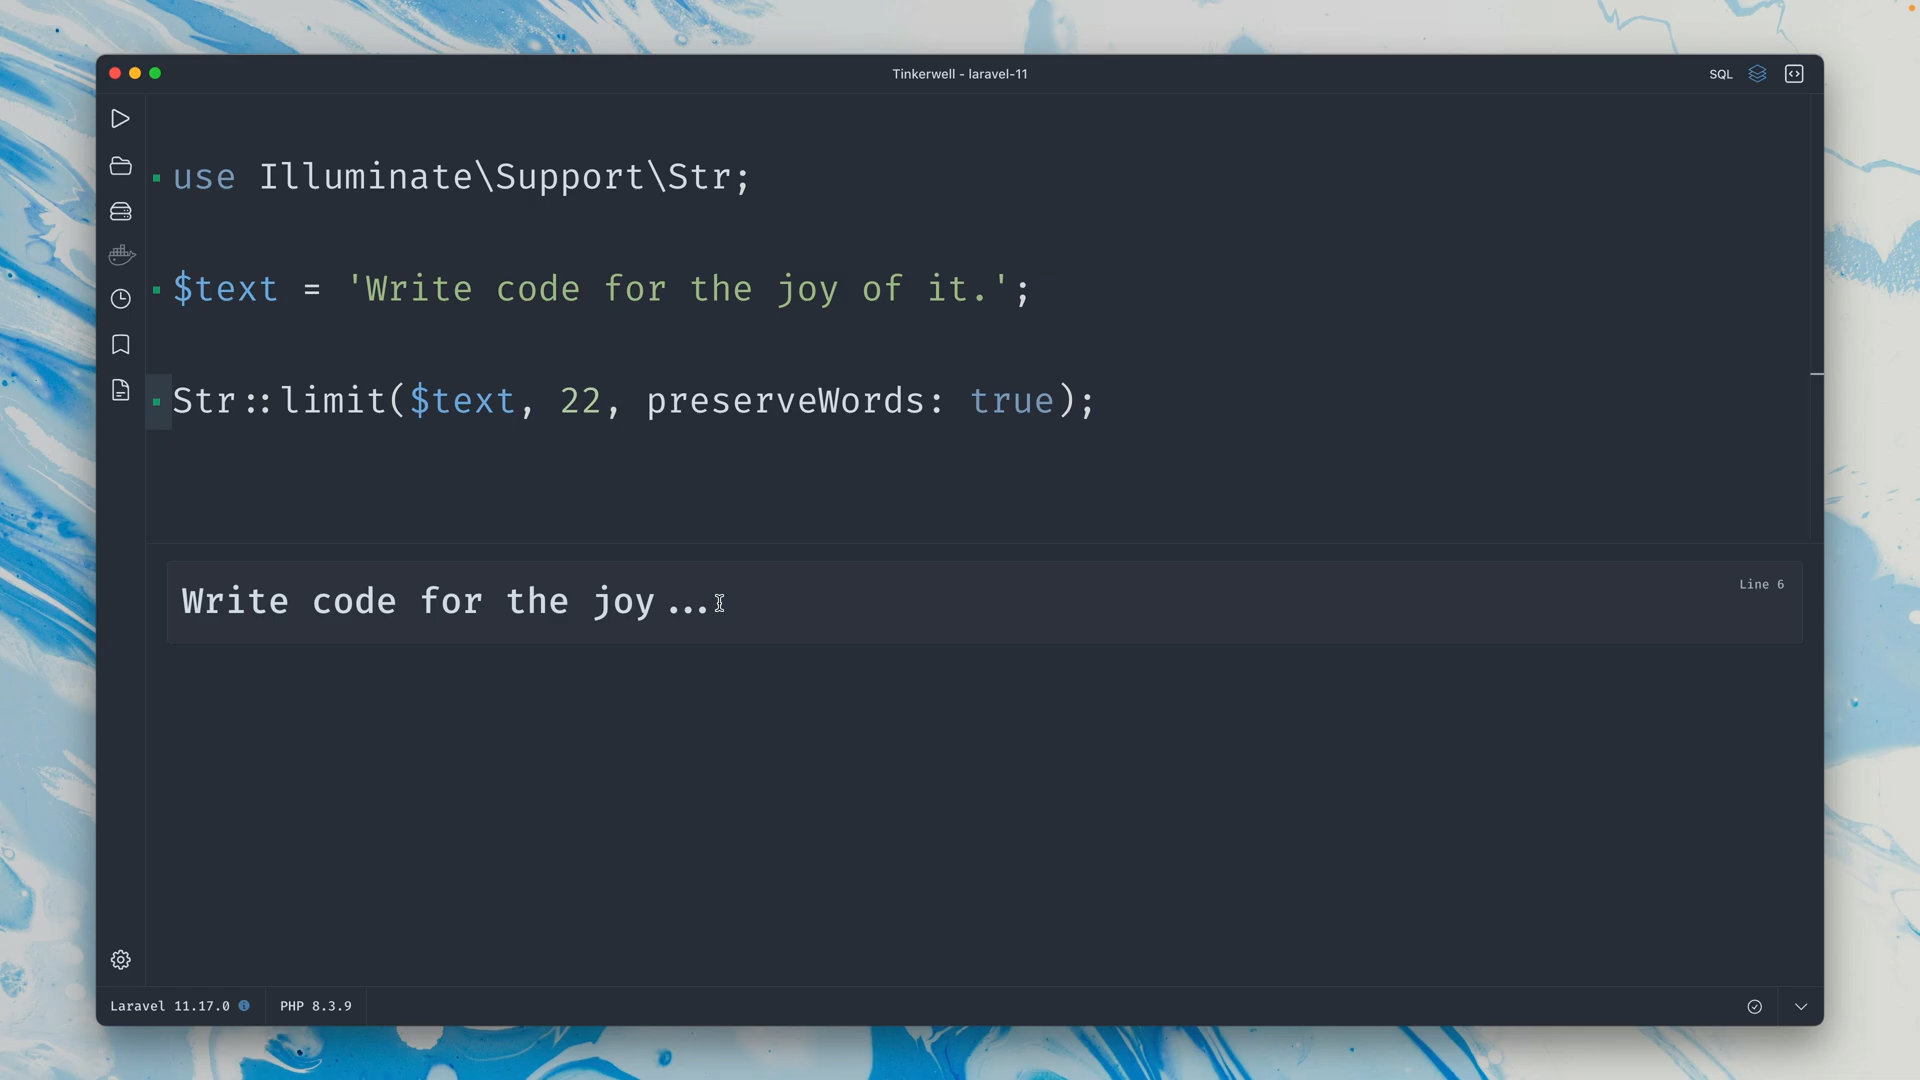 Tinkerwell - laravel-11
SQL
use Illuminate\Support\Str;
$text = 'Write code for the joy of it.';
Str::limit($text, 22, preserveWords: true);
Write code for the joy...
Line 6
Laravel 11.17.0
PHP 8.3.9